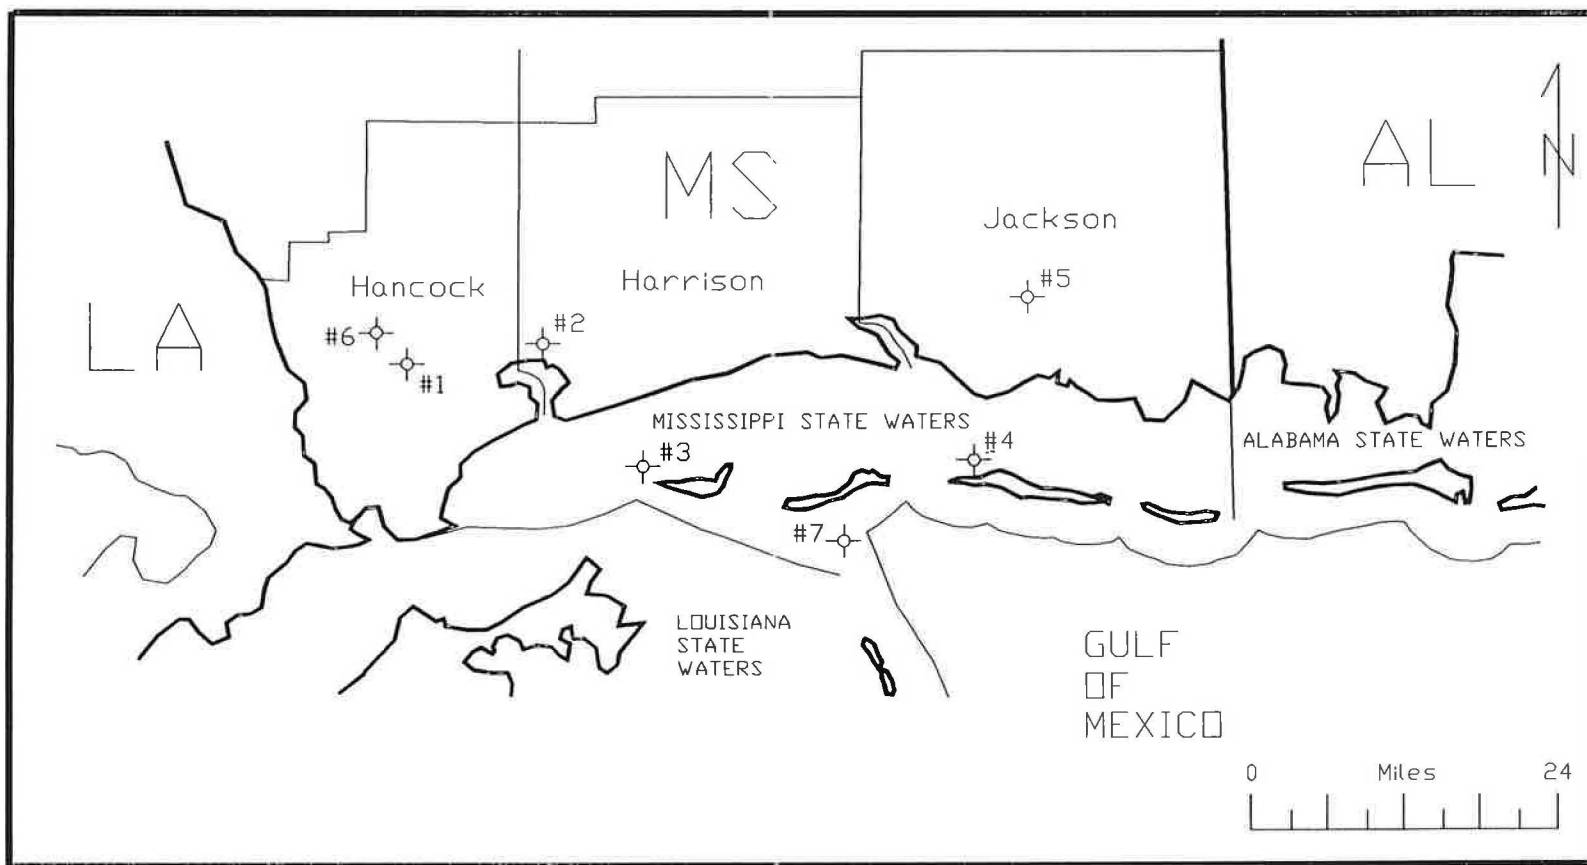 MS
AL
N
Jackson
Hancock
Harrison
#5
LA
#6
#2
#1
MISSISSIPPI STATE WATERS
ALABAMA STATE WATERS
#3
#4
#7
LOUISIANA
STATE
WATERS
GULF
OF
MEXICO
0 Miles 24